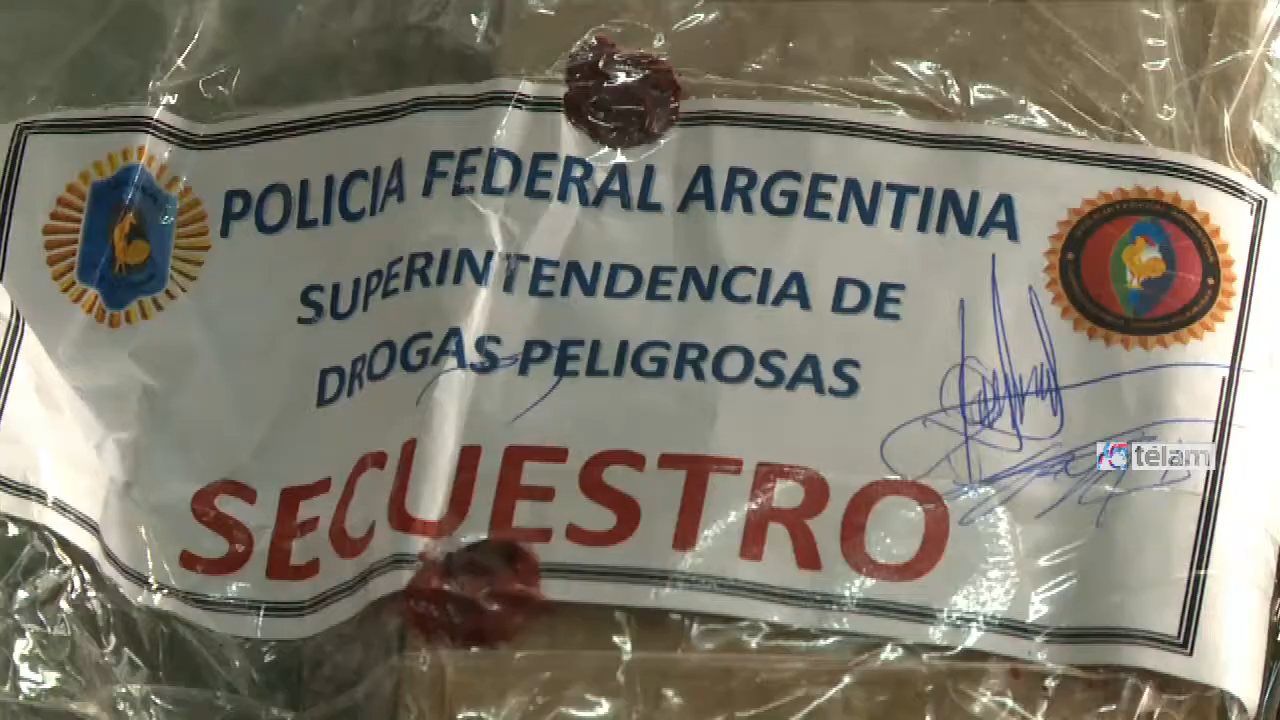 POLICIA FEDERAL ARGENTINA
SUPERINTENDENCIA DE
DROGAS PELIGROSAS
SECUESTRO
télam